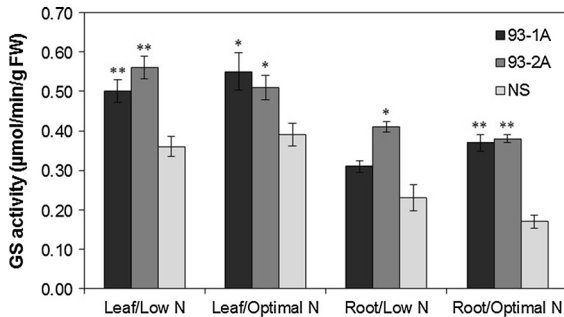 GS activity (µmol/min/g FW)
0.70
0.60
0.50
0.40
0.30
0.20
0.10
0.00
** ** * * * ** **
93-1A
93-2A
NS
Leaf/Low N Leaf/Optimal N Root/Low N Root/Optimal N